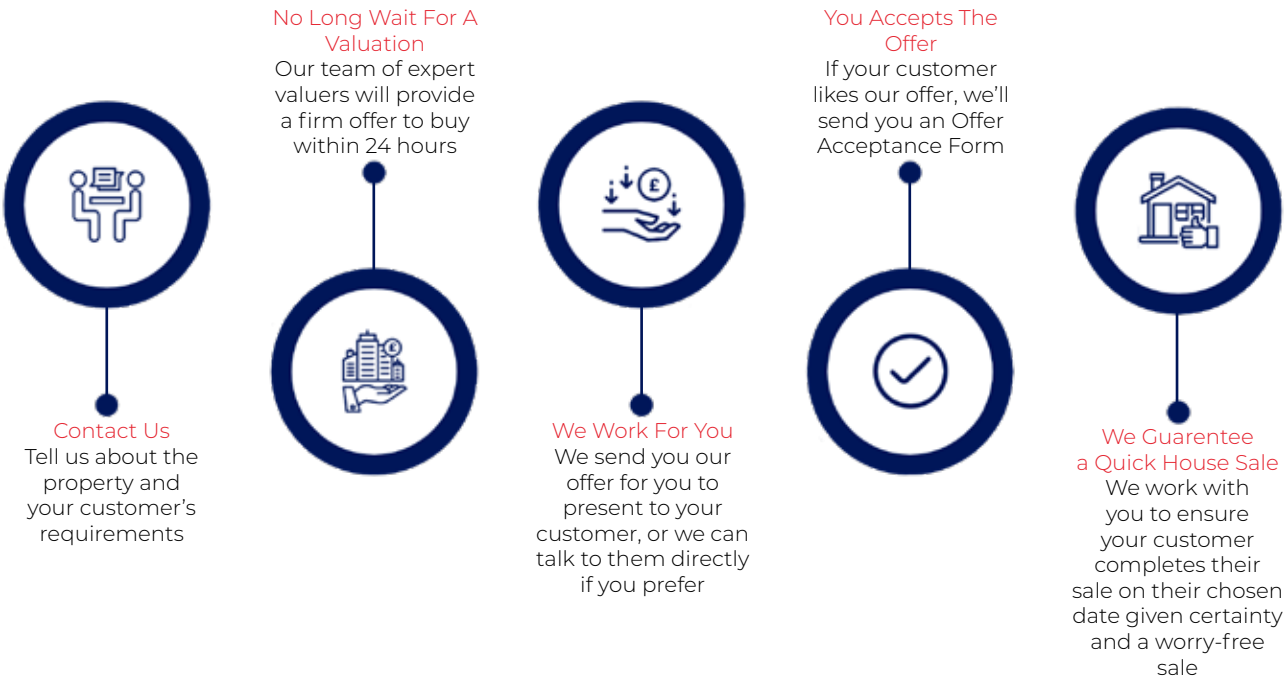 Contact Us
Tell us about the
property and
your customer's
requirements
No Long Wait For A
Valuation
Our team of expert
valuers will provide
a firm offer to buy
within 24 hours
£
We Work For You
We send you our
offer for you to
present to your
customer, or we can
talk to them directly
if you prefer
£
You Accepts The
Offer
If your customer
likes our offer, we'll
send you an Offer
Acceptance Form
We Guarentee
a Quick House Sale
We work with
you to ensure
your customer
completes their
sale on their chosen
date given certainty
and a worry-free
sale